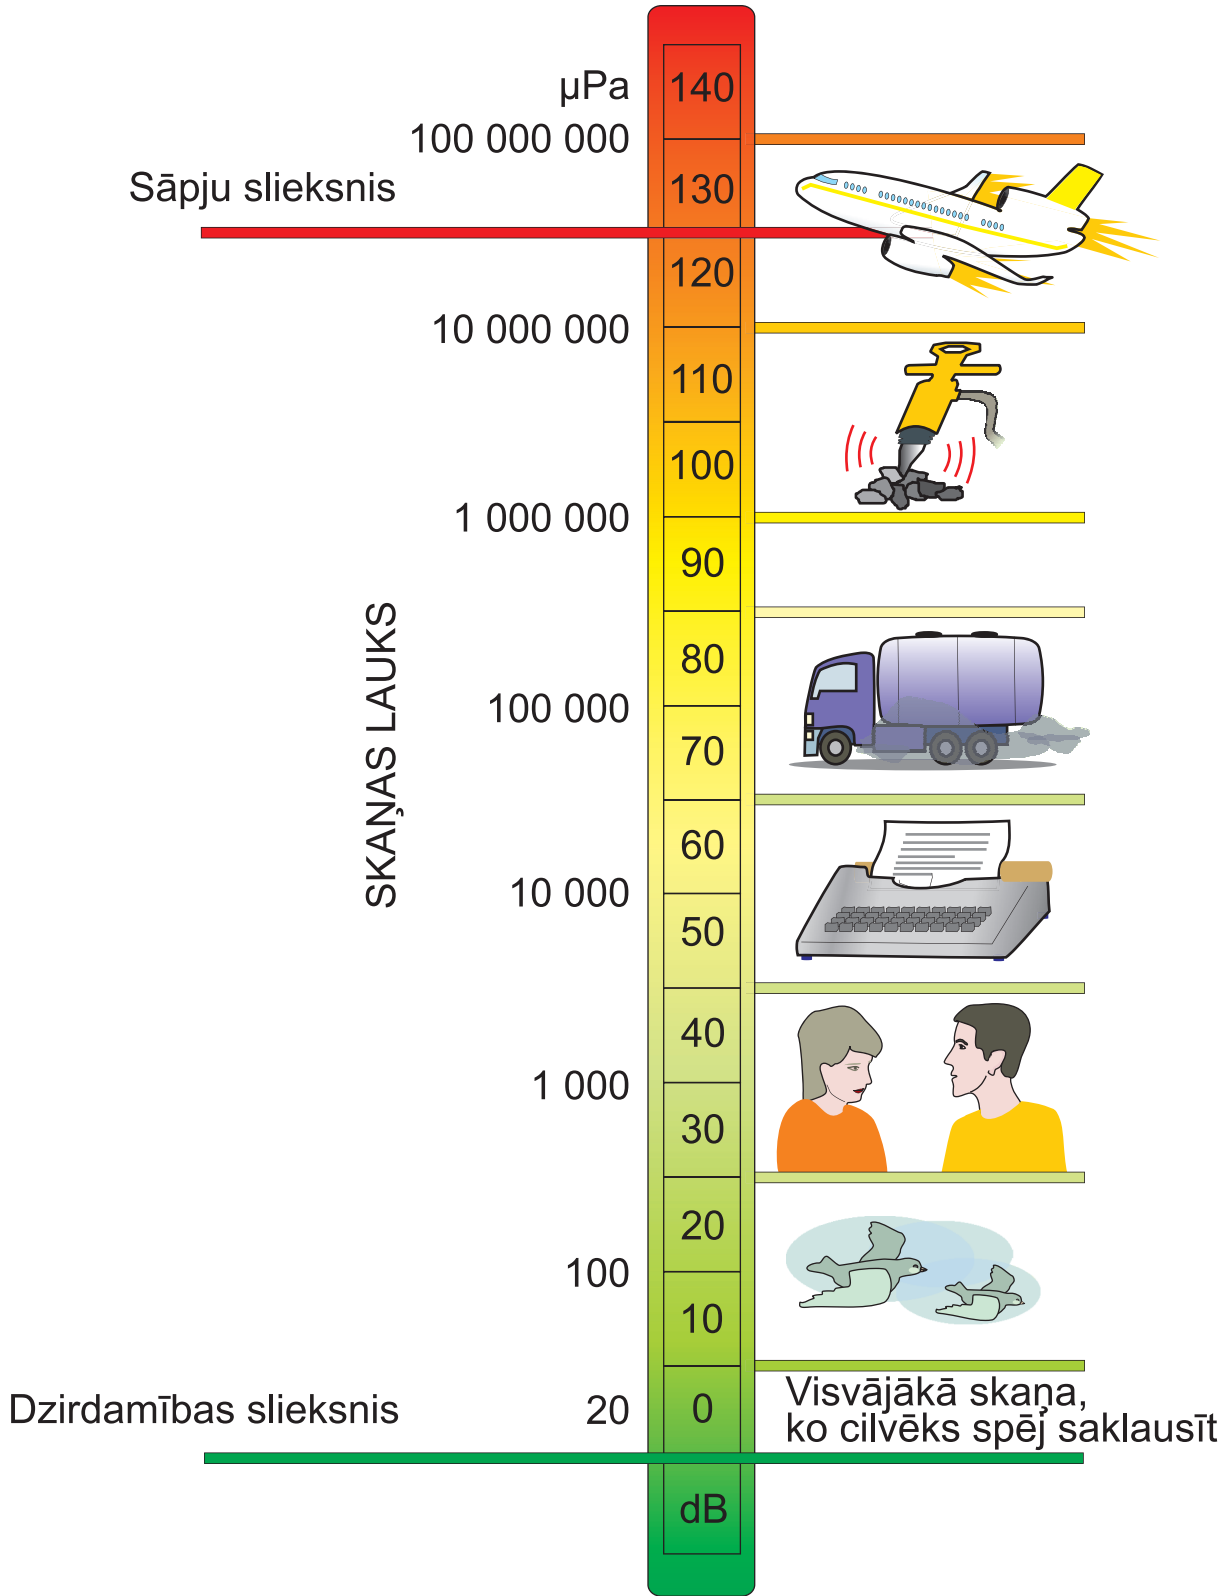 µPa
140
100 000 000
Sāpju slieksnis
130
120
10 000 000
110
100
1 000 000
90
SKAŅAS LAUKS
80
100 000
70
60
10 000
50
40
1 000
30
20
100
10
Dzirdamības slieksnis
20
0
Visvājākā skaņa,
ko cilvēks spēj saklausīt
dB